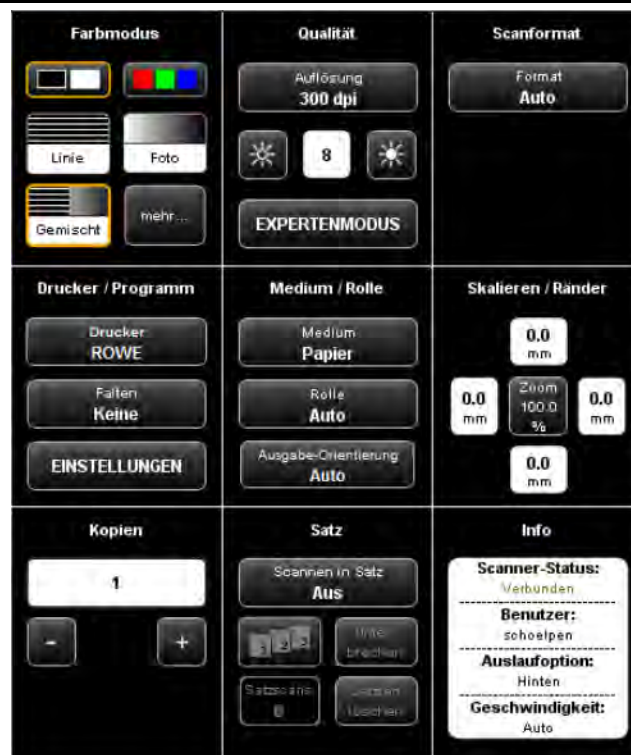 Farbmodus
Linie
Foto
Gemischt
mehr...
Qualität
Auflösung
300 dpi
8
EXPERTENMODUS
Scanformat
Format
Auto
Drucker / Programm
Drucker
ROWE
Falten
Keine
EINSTELLUNGEN
Medium / Rolle
Medium
Papier
Rolle
Auto
Ausgabe-Orientierung
Auto
Skalieren / Ränder
0.0
mm
0.0
mm
Zoom
100.0
%
0.0
mm
0.0
mm
Kopien
1
-
+
Satz
Scannen in Satz
Aus
1 2 3
brechen
Satzscans
0
löschen
Info
Scanner-Status:
Verbunden
Benutzer:
schoelpen
Auslaufoption:
Hinten
Geschwindigkeit:
Auto